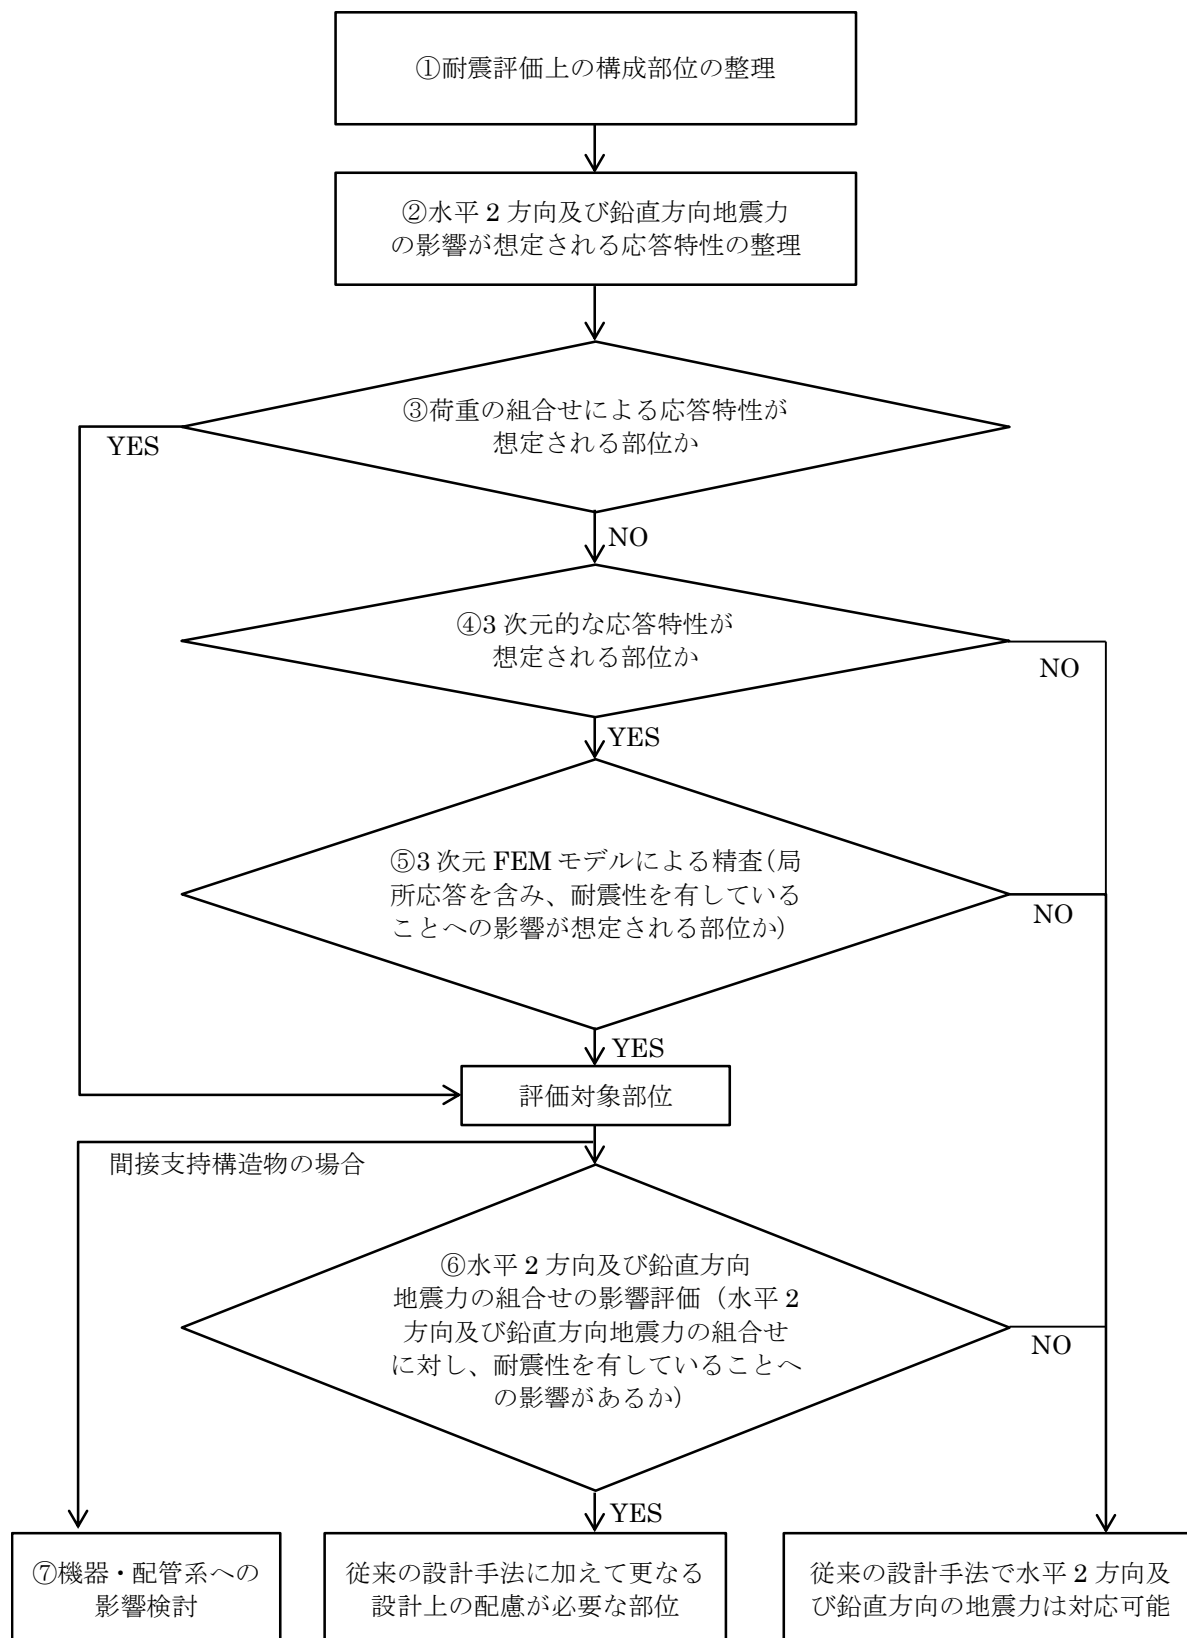 ①耐震評価上の構成部位の整理
②水平 2 方向及び鉛直方向地震力
の影響が想定される応答特性の整理
③荷重の組合せによる応答特性が
想定される部位か
YES
NO
④3 次元的な応答特性が
想定される部位か
NO
YES
⑤3 次元 FEM モデルによる精査(局
所応答を含み、耐震性を有している
ことへの影響が想定される部位か)
NO
YES
評価対象部位
間接支持構造物の場合
⑥水平 2 方向及び鉛直方向
地震力の組合せの影響評価（水平 2
方向及び鉛直方向地震力の組合せ
に対し、耐震性を有していることへ
の影響があるか)
NO
YES
⑦機器・配管系への
影響検討
従来の設計手法に加えて更なる
設計上の配慮が必要な部位
従来の設計手法で水平 2 方向及
び鉛直方向の地震力は対応可能